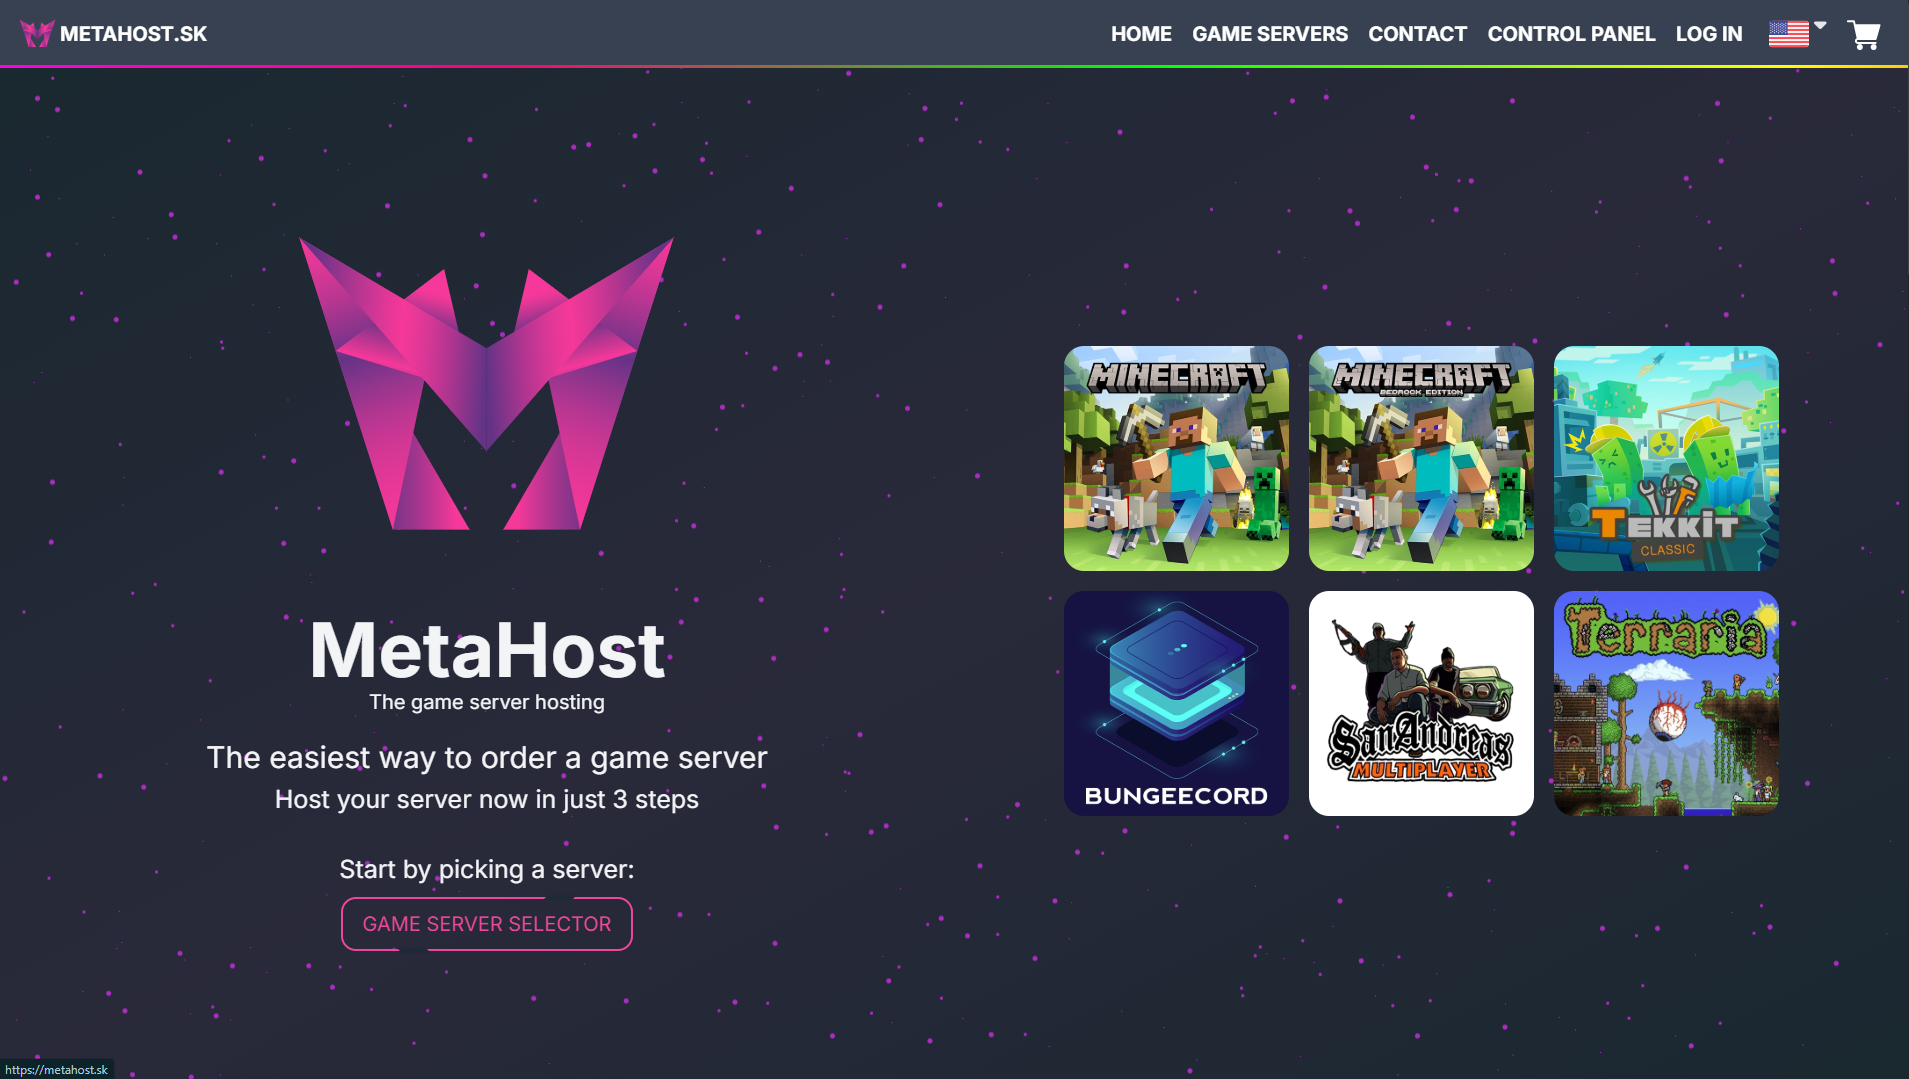 METAHOST.SK
HOME GAME SERVERS CONTACT CONTROL PANEL LOG IN
MetaHost
The game server hosting
The easiest way to order a game server
Host your server now in just 3 steps
Start by picking a server:
GAME SERVER SELECTOR
MINECRAFT
MINECRAFT
BEDROCK EDITION
TEKKIT
CLASSIC
BUNGEECORD
San Andreas
MULTIPLAYER
Terraria
https://metahost.sk